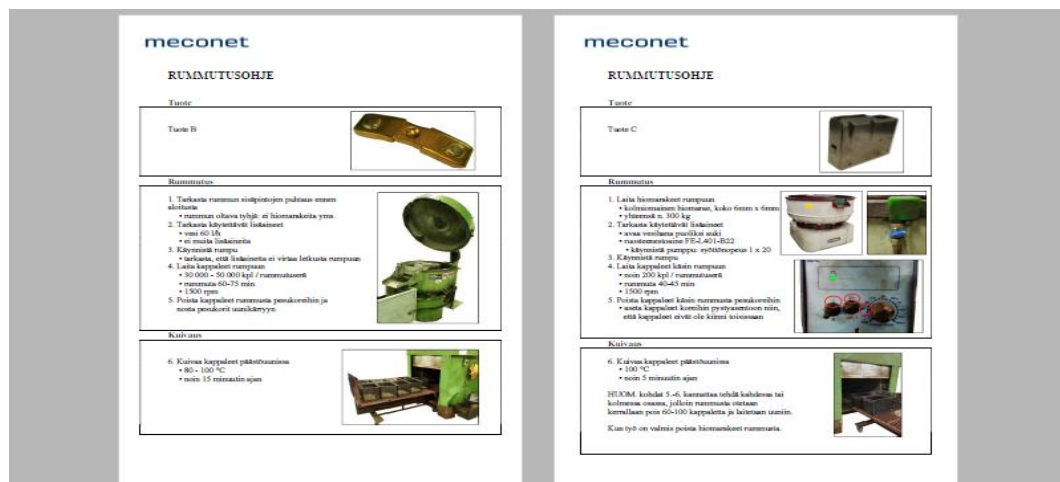 meconet
RUMMUTUSOHJE
Tuote
Tuote B
Rummutus
1. Tarkasta rummun sisäpintojen puhtaus ennen
aloitusta
• rummun oltava tyhjä: ei hiomarakeita yms.
2. Tarkasta käytettävät lisäaineet
• vesi 60 l/h
• ei muita lisäaineita
3. Käynnistä rumpu
• tarkasta, että lisäainetta ei virtaa letkusta rumpuun
4. Laita kappaleet rumpuun
• 30 000 - 50 000 kpl / rummutuserä
• rummuta 60-75 min
• 1500 rpm
5. Poista kappaleet rummusta pesukoreihin ja
nosta pesukorit uunikärryyn
Kuivaus
6. Kuivaa kappaleet päästöuunissa
• 80 - 100 °C
• noin 15 minuutin ajan
meconet
RUMMUTUSOHJE
Tuote
Tuote C
Rummutus
1. Laita hiomarakeet rumpuun
• kolmiomainen hiomarae, koko 6mm x 6mm
• yhteensä n. 300 kg
2. Tarkasta käytettävät lisäaineet
• avaa vesihana puoliksi auki
• ruosteenestoaine FE-L401-B22
• käynnistä pumppu: syöttönopeus 1 x 20
3. Käynnistä rumpu
4. Laita kappaleet käsin rumpuun
• noin 200 kpl / rummutuserä
• rummuta 40-45 min
• 1500 rpm
5. Poista kappaleet käsin rummusta pesukoreihin
• aseta kappaleet koreihin pystyasentoon niin,
että kappaleet eivät ole kiinni toisissaan
Kuivaus
6. Kuivaa kappaleet päästöuunissa
• 100 °C
• noin 5 minuutin ajan
HUOM. kohdat 5.-6. kannattaa tehdä kahdessa tai
kolmessa osassa, jolloin rummusta otetaan
kerrallaan pois 60-100 kappaletta ja laitetaan uuniin.
Kun työ on valmis poista hiomarakeet rummusta.